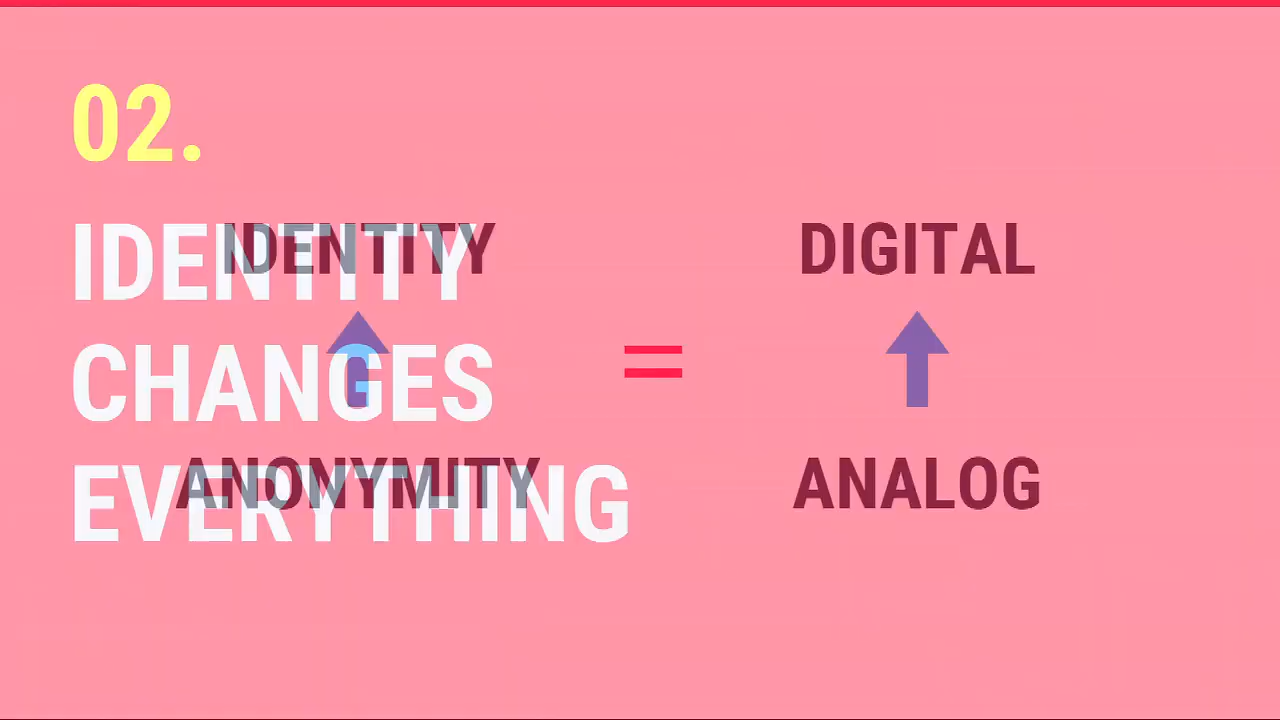 02.
IDENTITY
CHANGES
EVERYTHING
IDENTITY
DIGITAL
=
ANONYMITY
ANALOG